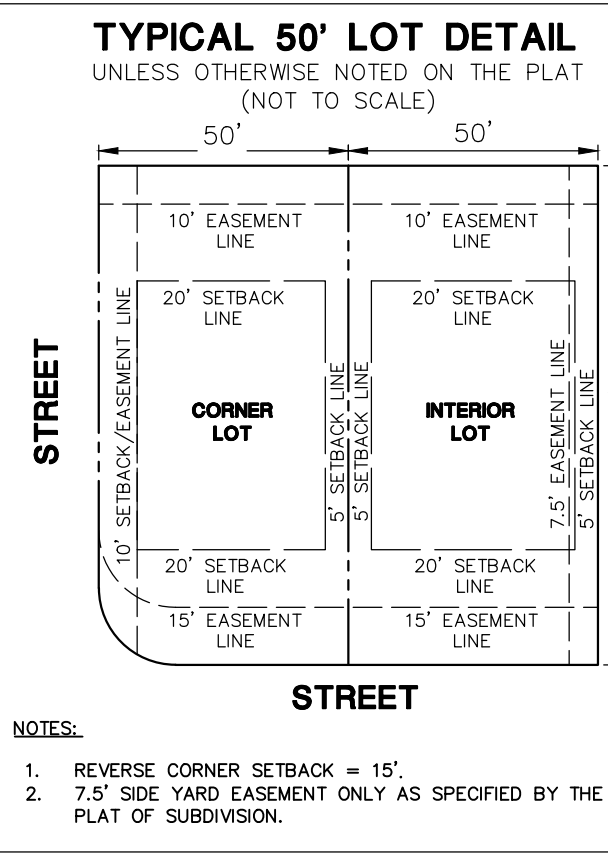 TYPICAL 50' LOT DETAIL
UNLESS OTHERWISE NOTED ON THE PLAT
(NOT TO SCALE)
50'
50'
10' EASEMENT
LINE
10' EASEMENT
LINE
20' SETBACK
LINE
20' SETBACK
LINE
STREET
10' SETBACK/EASEMENT LINE
CORNER
LOT
5' SETBACK LINE
5' SETBACK LINE
INTERIOR
LOT
7.5' EASEMENT LINE
5' SETBACK LINE
20' SETBACK
LINE
20' SETBACK
LINE
15' EASEMENT
LINE
15' EASEMENT
LINE
STREET
NOTES:
1. REVERSE CORNER SETBACK = 15'.
2. 7.5' SIDE YARD EASEMENT ONLY AS SPECIFIED BY THE
PLAT OF SUBDIVISION.